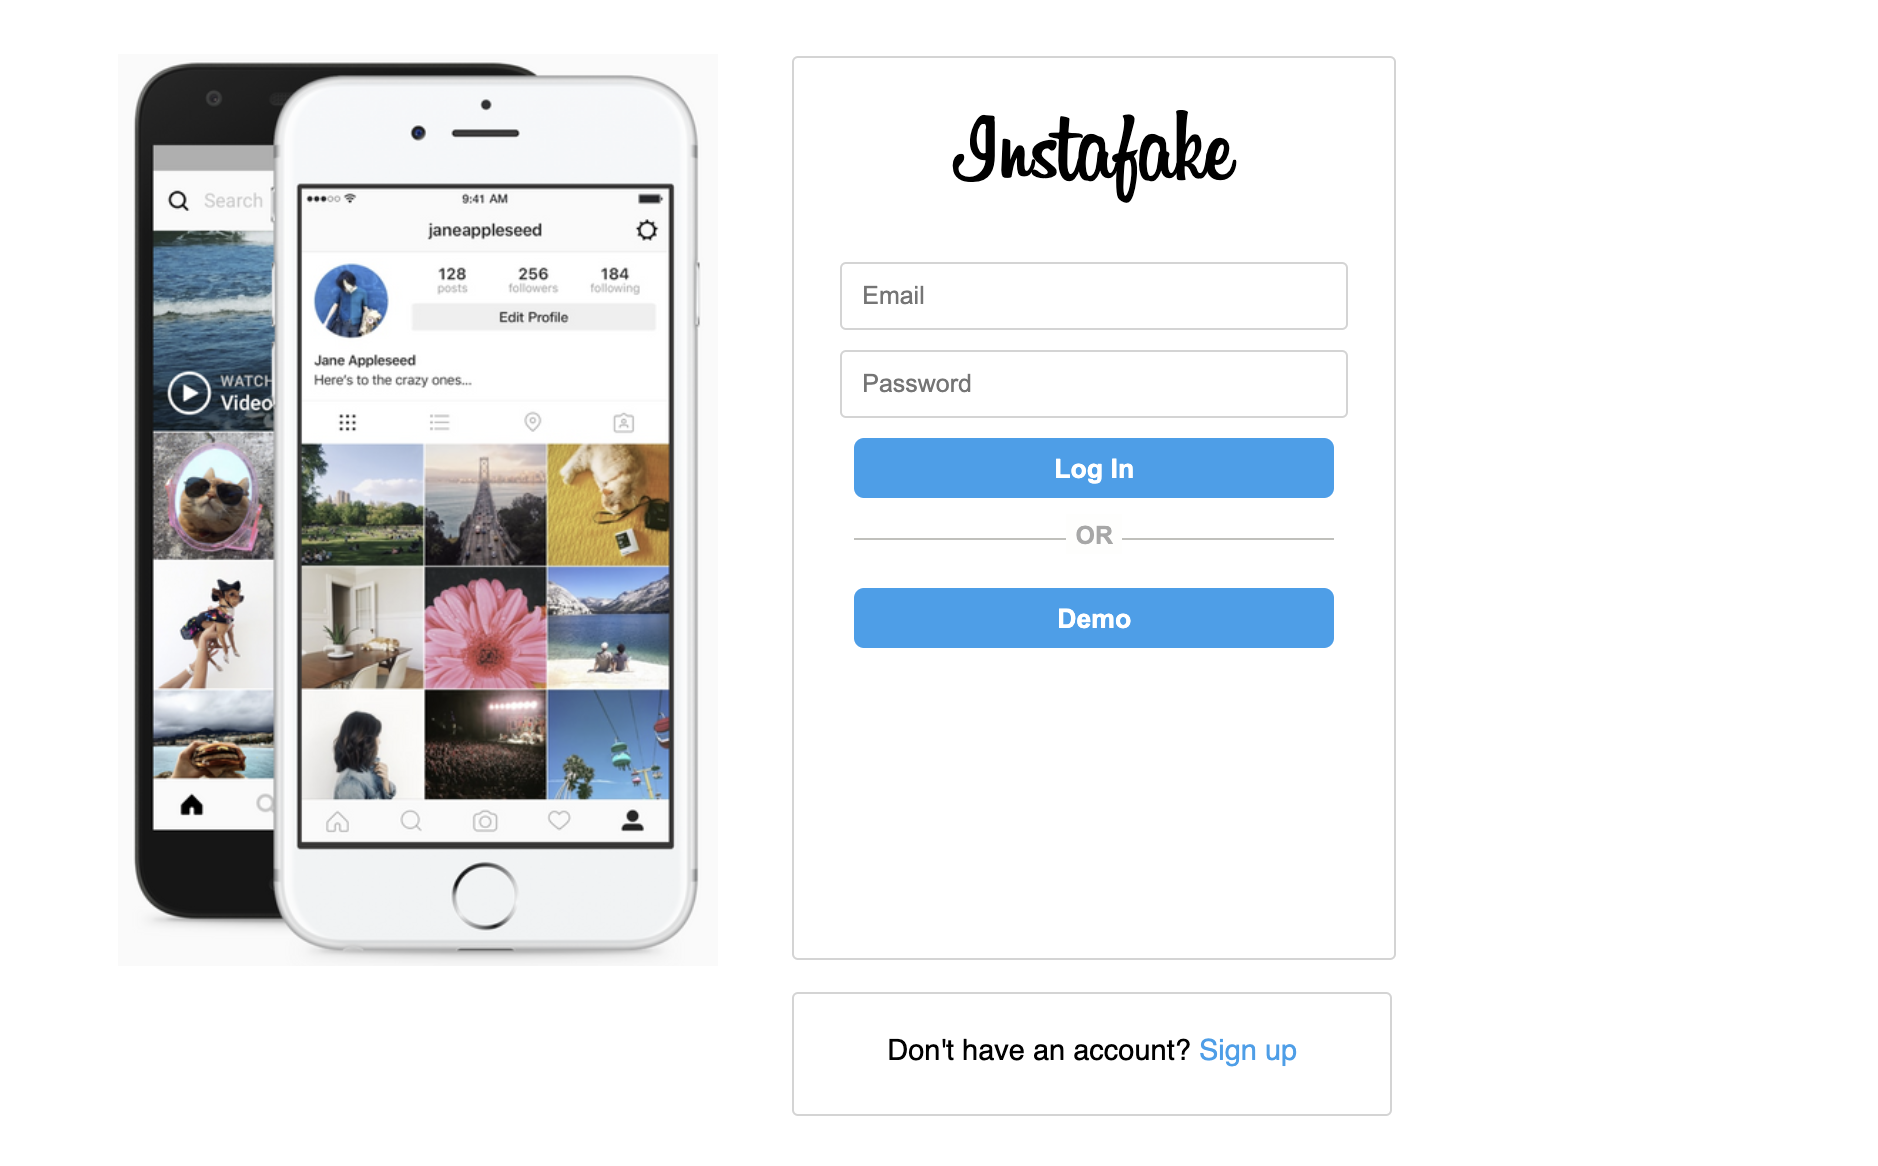 Search
WATCH
Video
9:41 AM
janeappleseed
128 256 184
posts followers following
Edit Profile
Jane Appleseed
Here's to the crazy ones...
Instafake
Email
Password
Log In
OR
Demo
Don't have an account? Sign up